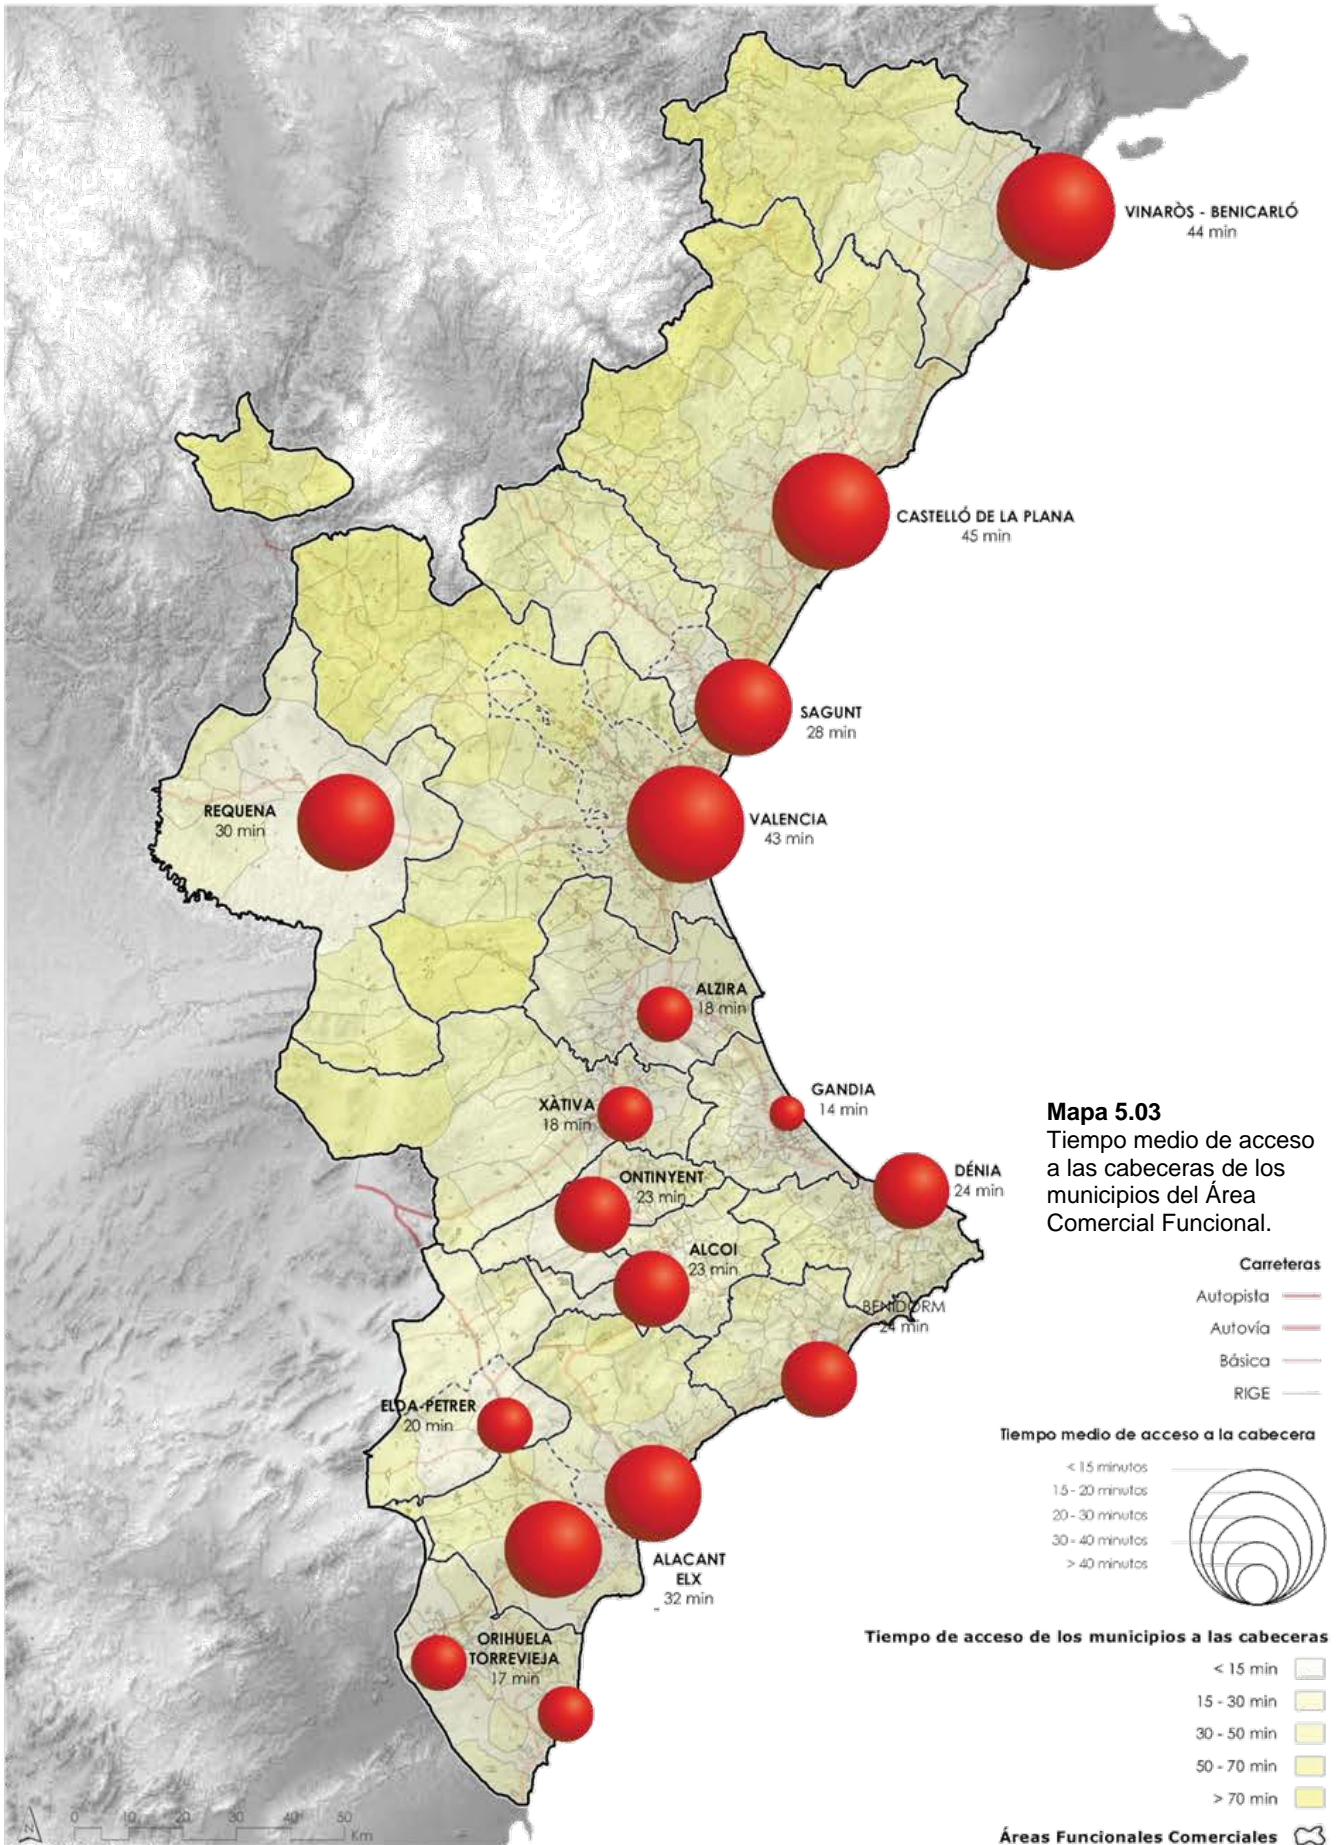 VINARÒS - BENICARLÓ
44 min
CASTELLÓ DE LA PLANA
45 min
SAGUNT
28 min
REQUENA
30 min
VALENCIA
43 min
ALZIRA
18 min
GANDIA
14 min
XÀTIVA
18 min
DÉNIA
24 min
ONTINYENT
23 min
ALCOI
23 min
BENIDORM
24 min
ELDA-PETRER
20 min
ALACANT
ELX
32 min
ORIHUELA
TORREVIEJA
17 min
Mapa 5.03
Tiempo medio de acceso
a las cabeceras de los
municipios del Área
Comercial Funcional.
Carreteras
Autopista
Autovía
Básica
RIGE
Tiempo medio de acceso a la cabecera
< 15 minutos
15 - 20 minutos
20 - 30 minutos
30 - 40 minutos
> 40 minutos
Tiempo de acceso de los municipios a las cabeceras
< 15 min
15 - 30 min
30 - 50 min
50 - 70 min
> 70 min
Áreas Funcionales Comerciales
N
0 10 20 30 40 50
Km